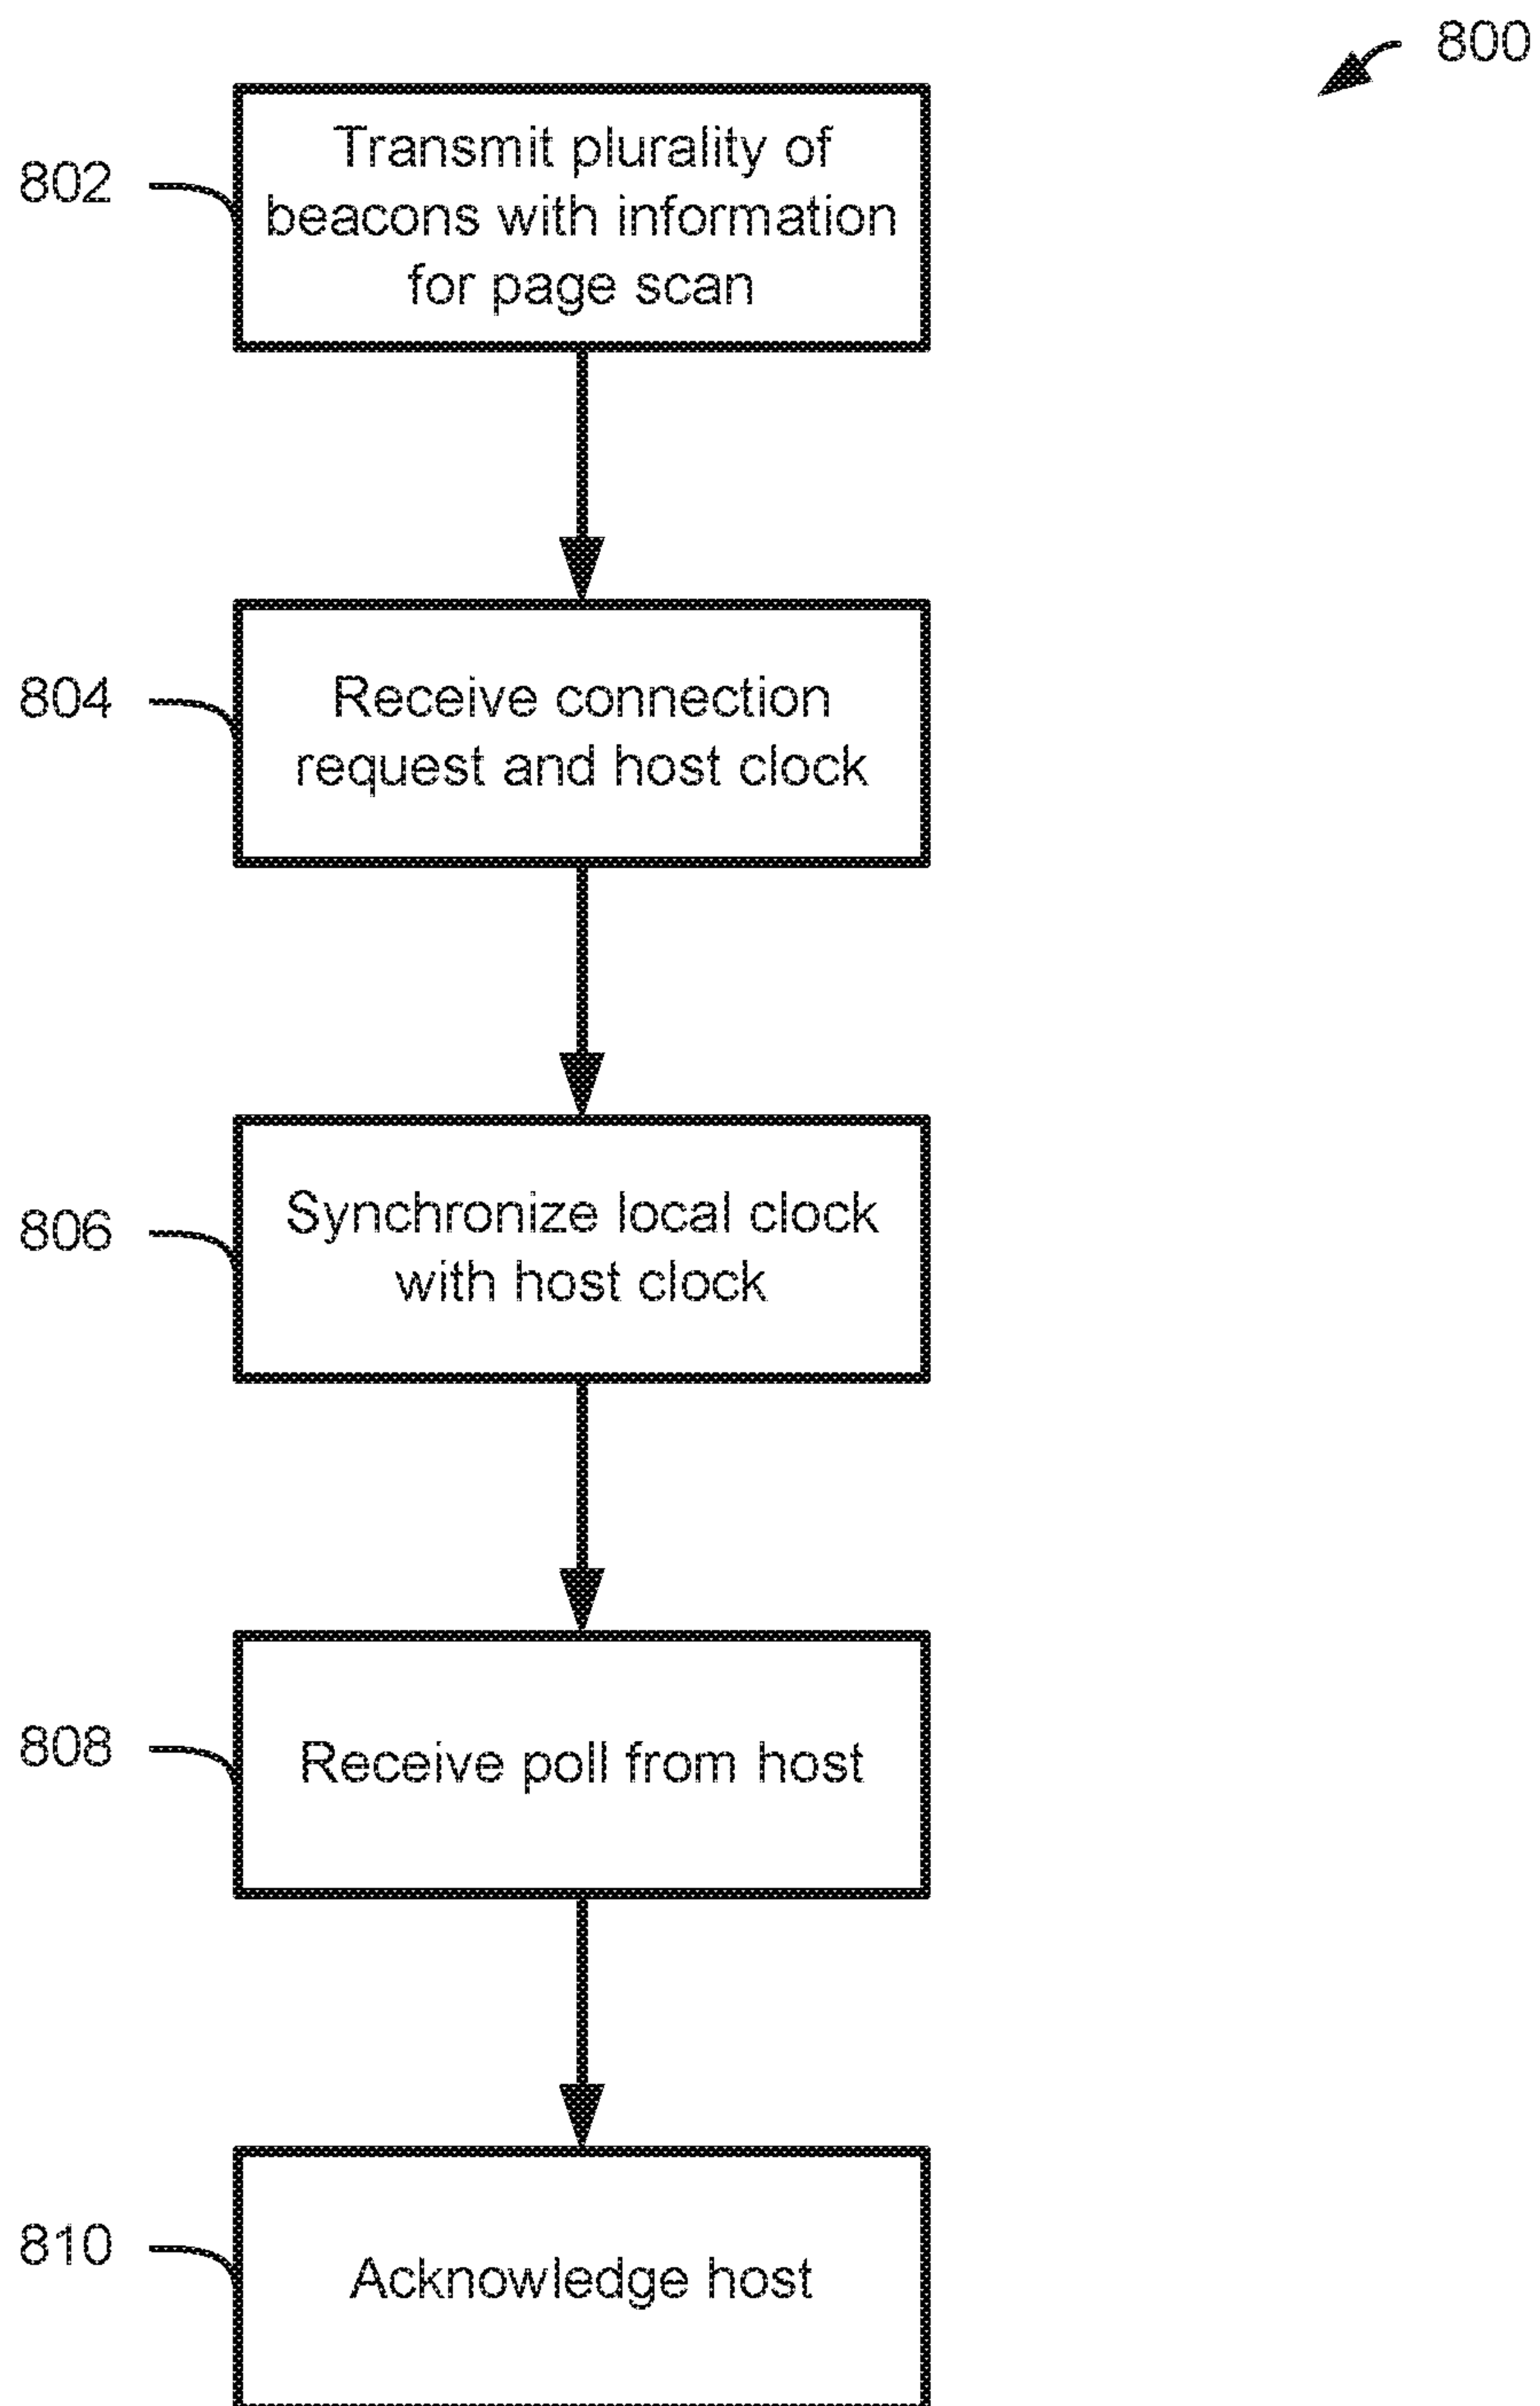 800
802
Transmit plurality of
beacons with information
for page scan
804
Receive connection
request and host clock
806
Synchronize local clock
with host clock
808
Receive poll from host
810
Acknowledge host